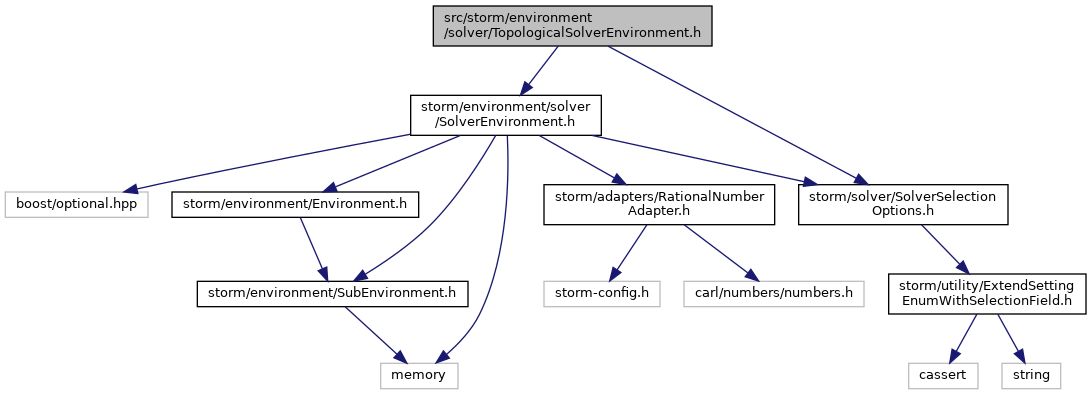 src/storm/environment
/solver/TopologicalSolverEnvironment.h
storm/environment/solver
/SolverEnvironment.h
boost/optional.hpp
storm/environment/Environment.h
storm/adapters/RationalNumber
Adapter.h
storm/solver/SolverSelection
Options.h
storm/environment/SubEnvironment.h
storm-config.h
carl/numbers/numbers.h
storm/utility/ExtendSetting
EnumWithSelectionField.h
memory
cassert
string